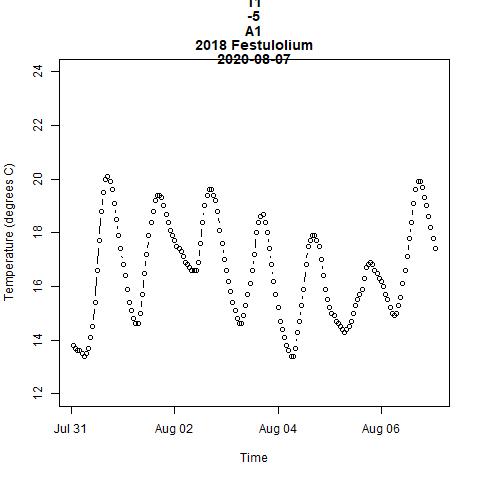 T1
-5
A1
2018 Festulolium
2020-08-07
Temperature (degrees C)
24
22
20
18
16
14
12
Jul 31
Aug 02
Aug 04
Aug 06
Time